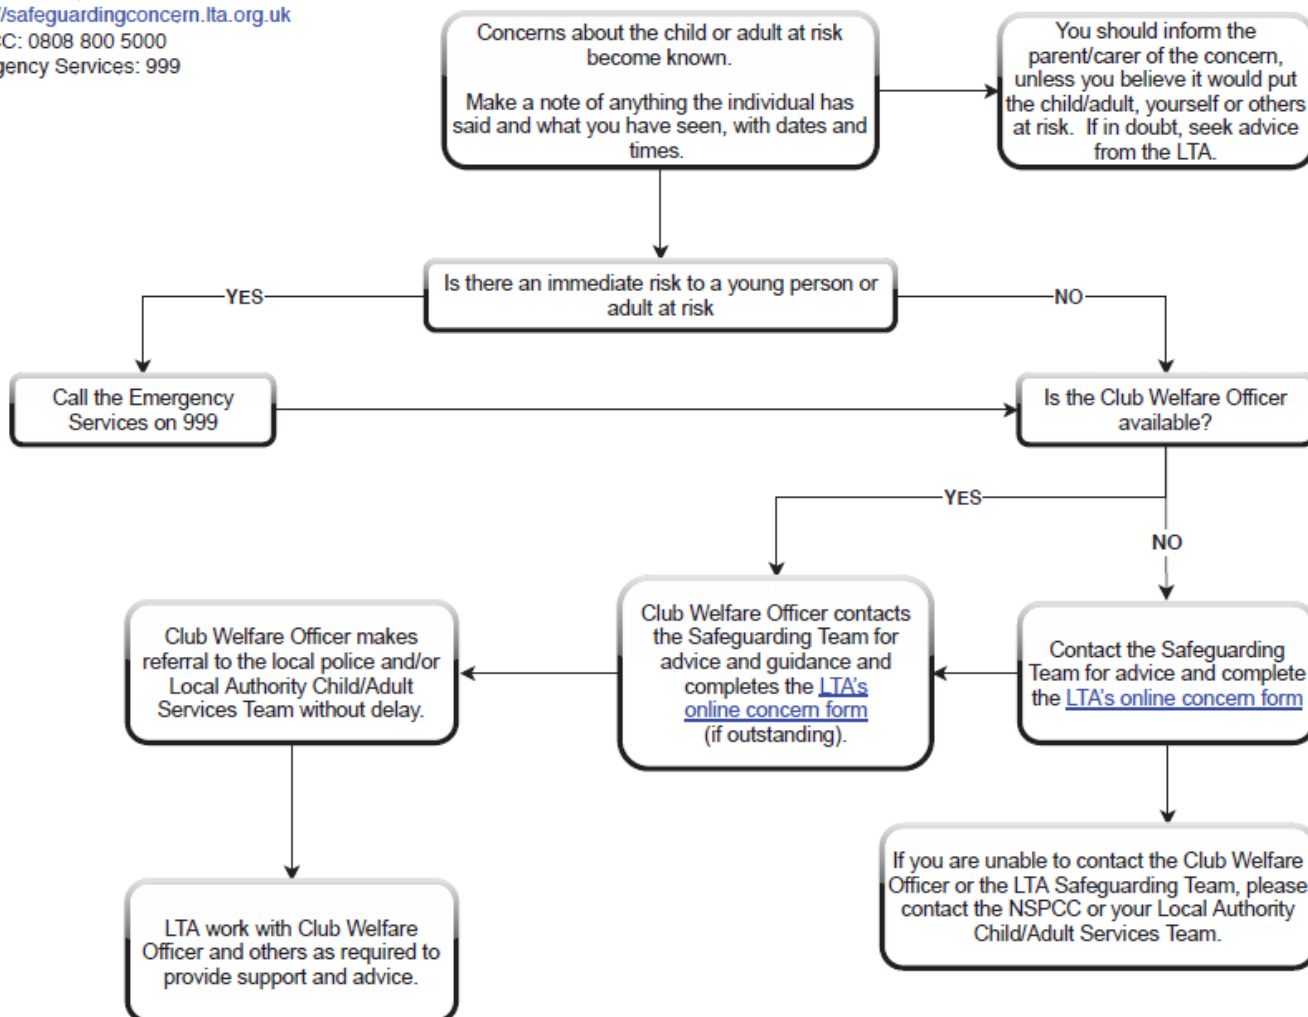 //safeguardingconcern.lta.org.uk
C: 0808 800 5000
gency Services: 999
Concerns about the child or adult at risk
become known.
Make a note of anything the individual has
said and what you have seen, with dates and
times.
You should inform the
parent/carer of the concern,
unless you believe it would put
the child/adult, yourself or others
at risk. If in doubt, seek advice
from the LTA.
Is there an immediate risk to a young person or
adult at risk
YES
NO
Call the Emergency
Services on 999
Is the Club Welfare Officer
available?
YES
NO
Club Welfare Officer makes
referral to the local police and/or
Local Authority Child/Adult
Services Team without delay.
Club Welfare Officer contacts
the Safeguarding Team for
advice and guidance and
completes the LTA's
online concern form
(if outstanding).
Contact the Safeguarding
Team for advice and complete
the LTA's online concern form
If you are unable to contact the Club Welfare
Officer or the LTA Safeguarding Team, please
contact the NSPCC or your Local Authority
Child/Adult Services Team.
LTA work with Club Welfare
Officer and others as required to
provide support and advice.